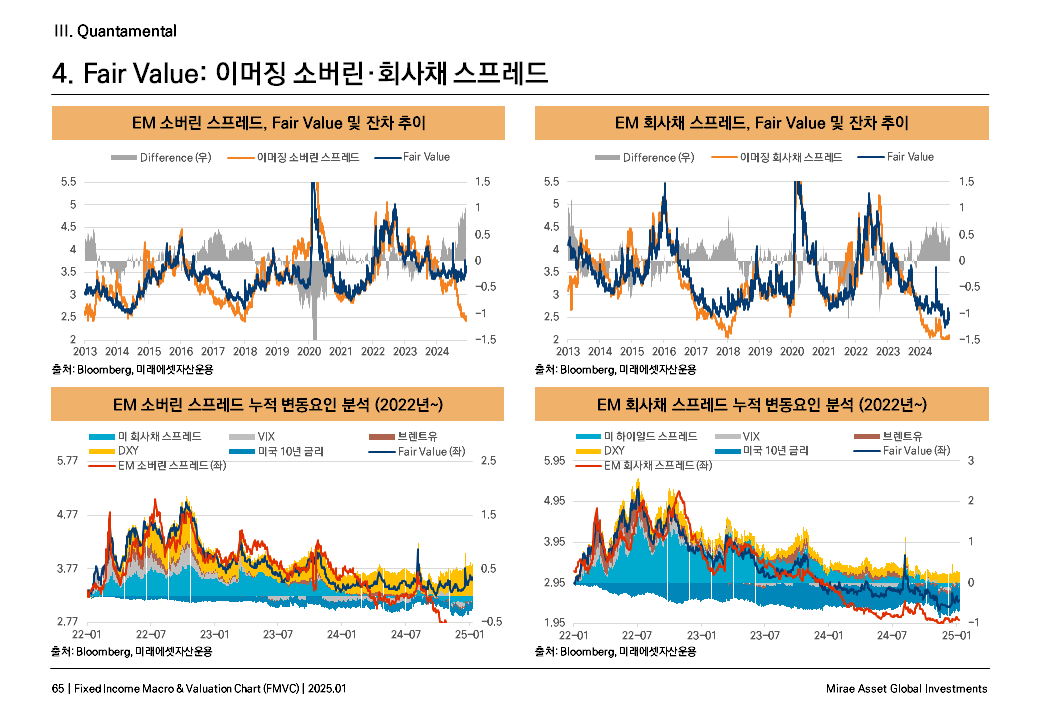 III. Quantamental
4. Fair Value: 이머징 소버린·회사채 스프레드
EM 소버린 스프레드, Fair Value 및 잔차 추이
Difference (우) 이머징 소버린 스프레드 Fair Value
5.5 1.5
5 1
4.5 0.5
4 0
3.5 −0.5
3 −1
2.5 −1.5
2
2013 2014 2015 2016 2017 2018 2019 2020 2021 2022 2023 2024
출처: Bloomberg, 미래에셋자산운용
EM 회사채 스프레드, Fair Value 및 잔차 추이
Difference (우) 이머징 회사채 스프레드 Fair Value
5.5 1.5
5 1
4.5 0.5
4 0
3.5 −0.5
3 −1
2.5 −1.5
2
2013 2014 2015 2016 2017 2018 2019 2020 2021 2022 2023 2024
출처: Bloomberg, 미래에셋자산운용
EM 소버린 스프레드 누적 변동요인 분석 (2022년~)
미 회사채 스프레드 VIX 브렌트유
DXY 미국 10년 금리 Fair Value (좌)
EM 소버린 스프레드(좌)
5.77 2.5
4.77 1.5
3.77 0.5
2.77 −0.5
22−01 22−07 23−01 23−07 24−01 24−07 25−01
출처: Bloomberg, 미래에셋자산운용
EM 회사채 스프레드 누적 변동요인 분석 (2022년~)
미 하이일드 스프레드 VIX 브렌트유
DXY 미국 10년 금리 Fair Value (좌)
EM 회사채 스프레드(좌)
5.95 3
4.95 2
3.95 1
2.95 0
1.95 −1
22−01 22−07 23−01 23−07 24−01 24−07 25−01
출처: Bloomberg, 미래에셋자산운용
65 | Fixed Income Macro & Valuation Chart (FMVC) | 2025.01
Mirae Asset Global Investments